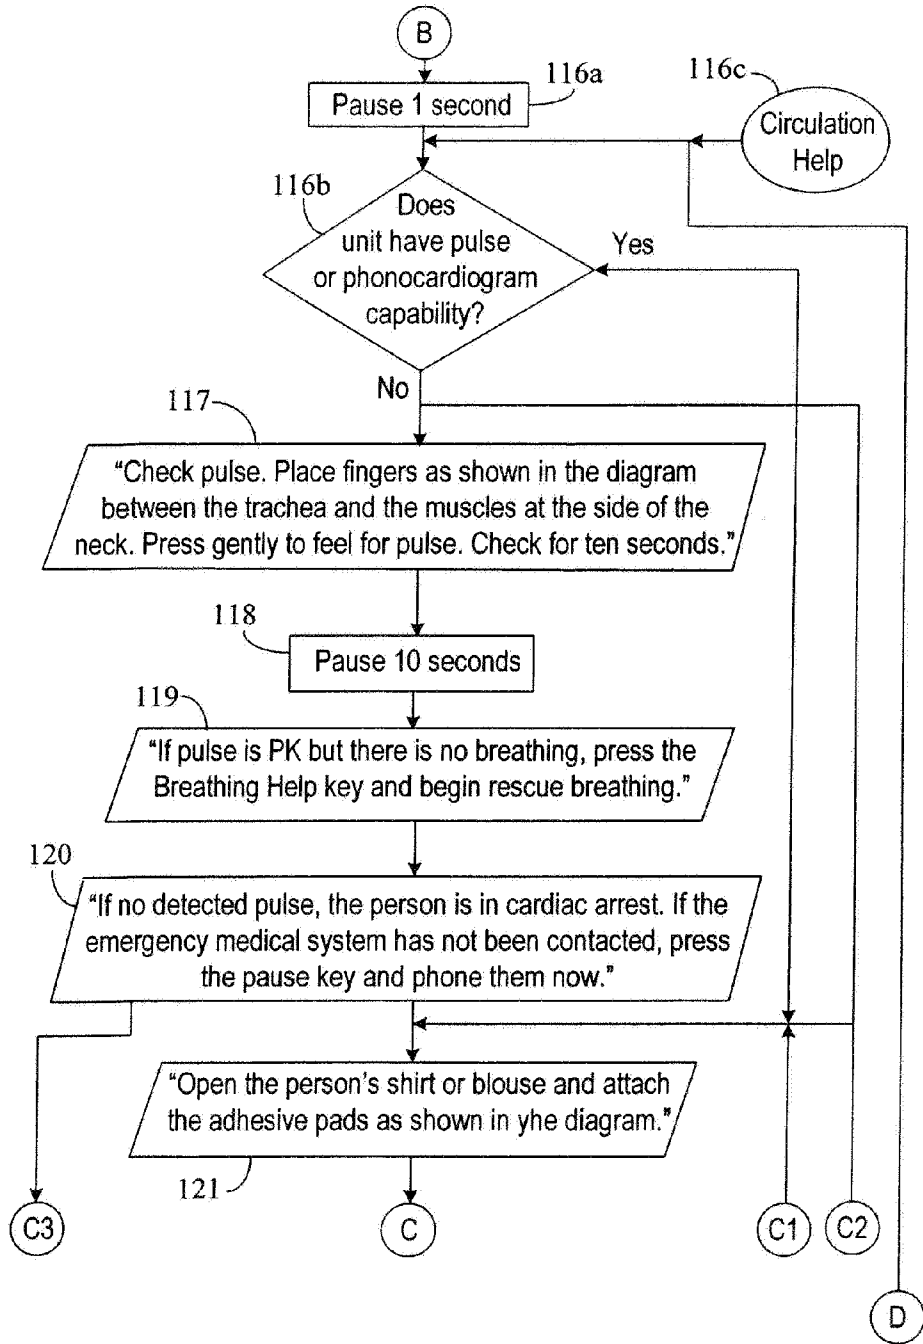 B
116a
Pause 1 second
116c
Circulation
Help
116b
Does
unit have pulse
or phonocardiogram
capability?
Yes
No
117
“Check pulse. Place fingers as shown in the diagram
between the trachea and the muscles at the side of the
neck. Press gently to feel for pulse. Check for ten seconds.”
118
Pause 10 seconds
119
“If pulse is PK but there is no breathing, press the
Breathing Help key and begin rescue breathing.”
120
“If no detected pulse, the person is in cardiac arrest. If the
emergency medical system has not been contacted, press
the pause key and phone them now.”
“Open the person's shirt or blouse and attach
the adhesive pads as shown in yhe diagram.”
121
C3
C
C1
C2
D